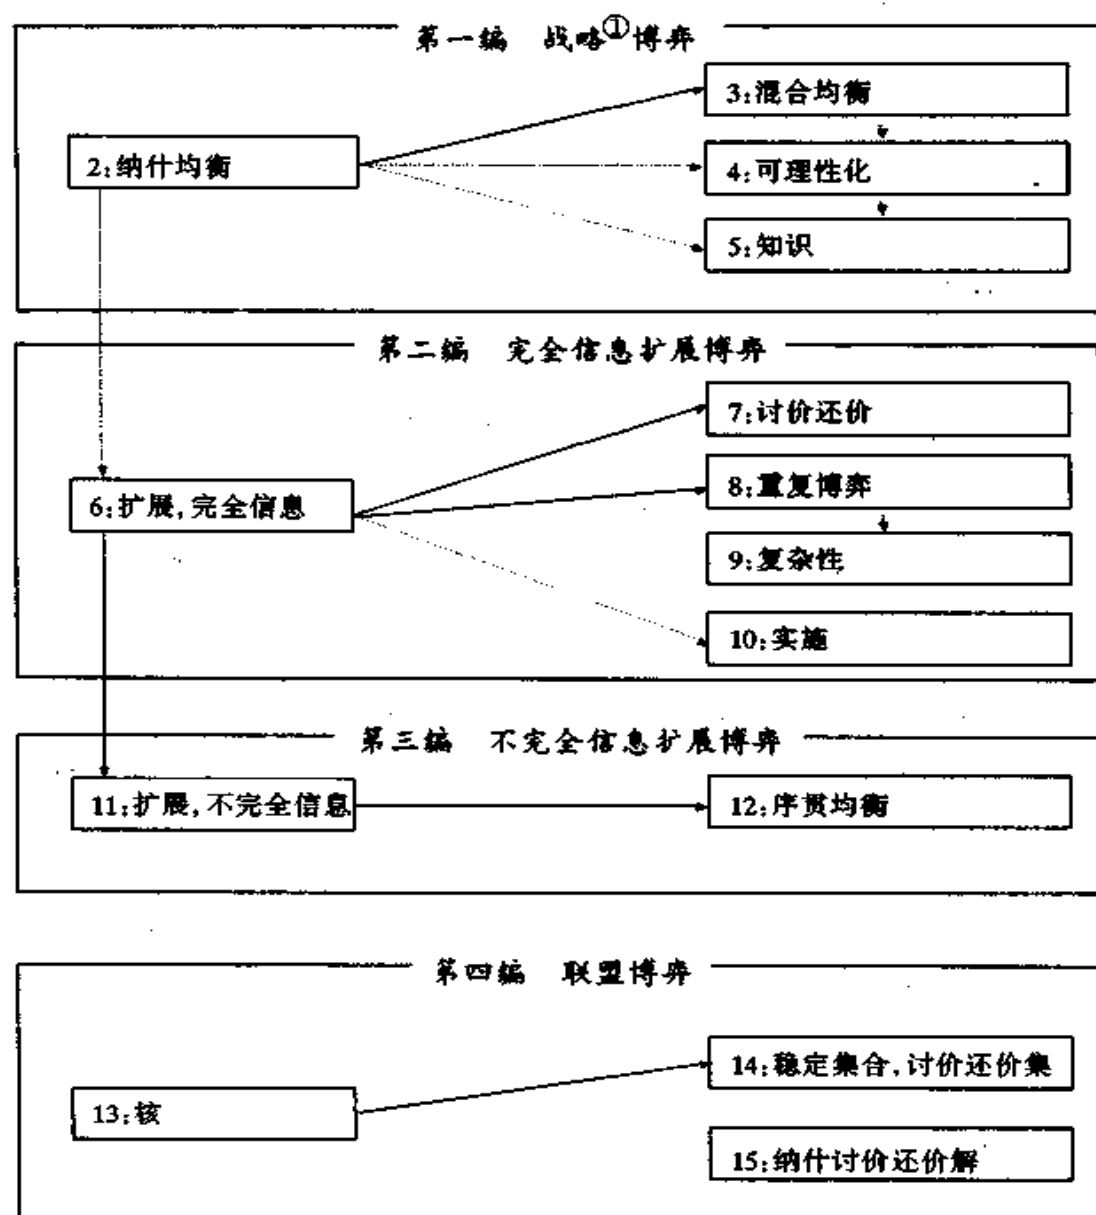 第一编 战略①博弈
3:混合均衡
2:纳什均衡
4:可理性化
5:知识
第二编 完全信息扩展博弈
7:讨价还价
6:扩展,完全信息
8:重复博弈
9:复杂性
10:实施
第三编 不完全信息扩展博弈
11:扩展,不完全信息
12:序贯均衡
第四编 联盟博弈
14:稳定集合,讨价还价集
13:核
15:纳什讨价还价解